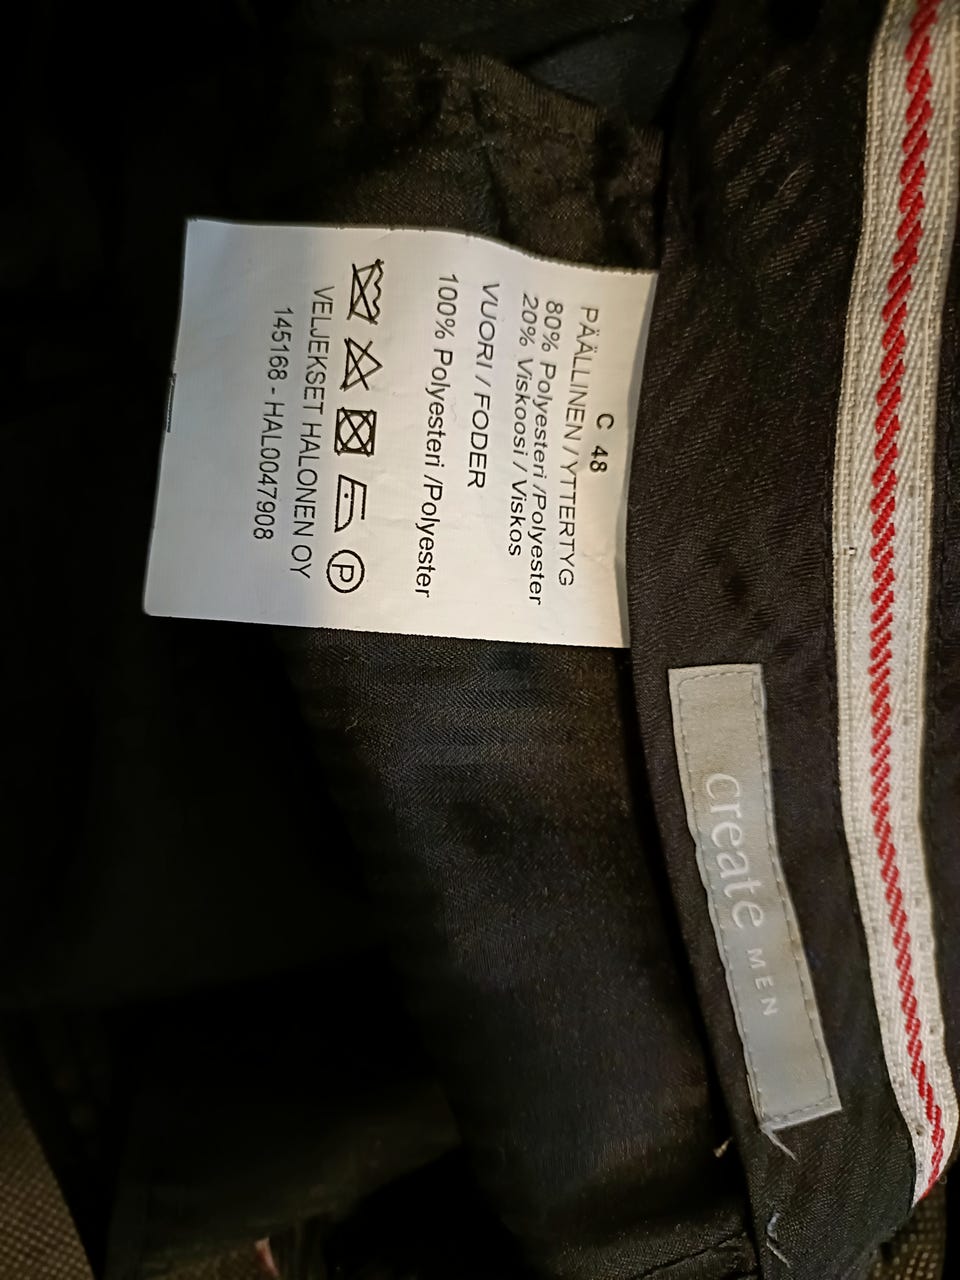 C 48
PÄÄLLINEN / YTTERTYG
80% Polyesteri /Polyester
20% Viskoosi / Viskos
VUORI / FODER
100% Polyesteri /Polyester
P
VELJEKSET HALONEN OY
145168 - HAL0047908
create MEN